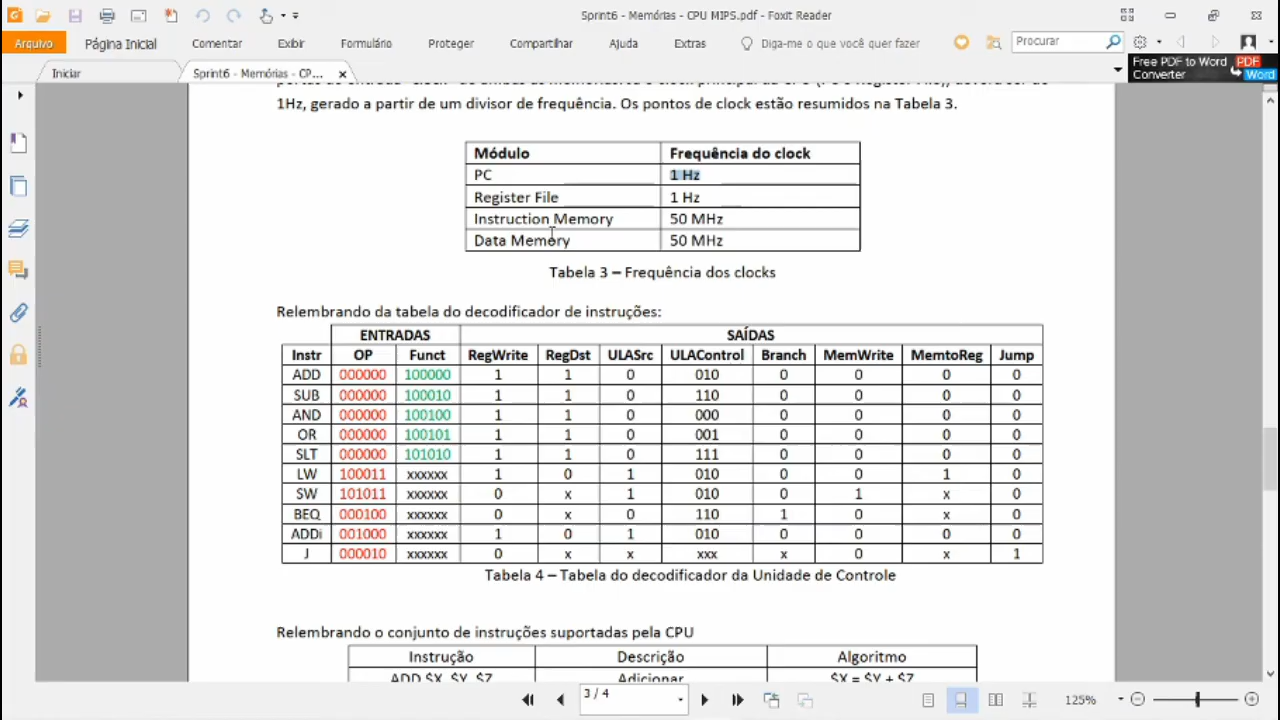 Sprint6 - Memórias - CPU MIPS.pdf - Foxit Reader
Arquivo Página Inicial Comentar Exibir Formulário Proteger Compartilhar Ajuda Extras Diga-me o que você quer fazer Procurar
Iniciar Sprint6 - Memórias - CP... Free PDF to Word Converter PDF Word
1Hz, gerado a partir de um divisor de frequência. Os pontos de clock estão resumidos na Tabela 3.
Módulo Frequência do clock
PC 1 Hz
Register File 1 Hz
Instruction Memory 50 MHz
Data Memory 50 MHz
Tabela 3 – Frequência dos clocks
Relembrando da tabela do decodificador de instruções:
ENTRADAS SAÍDAS
Instr OP Funct RegWrite RegDst ULASrc ULAControl Branch MemWrite MemtoReg Jump
ADD 000000 100000 1 1 0 010 0 0 0 0
SUB 000000 100010 1 1 0 110 0 0 0 0
AND 000000 100100 1 1 0 000 0 0 0 0
OR 000000 100101 1 1 0 001 0 0 0 0
SLT 000000 101010 1 1 0 111 0 0 0 0
LW 100011 xxxxxx 1 0 1 010 0 0 1 0
SW 101011 xxxxxx 0 x 1 010 0 1 x 0
BEQ 000100 xxxxxx 0 x 0 110 1 0 x 0
ADDi 001000 xxxxxx 1 0 1 010 0 0 0 0
J 000010 xxxxxx 0 x x xxx x 0 x 1
Tabela 4 – Tabela do decodificador da Unidade de Controle
Relembrando o conjunto de instruções suportadas pela CPU
Instrução Descrição Algoritmo
ADD $X, $Y, $Z Adicionar $X = $Y + $Z
3 / 4 125%